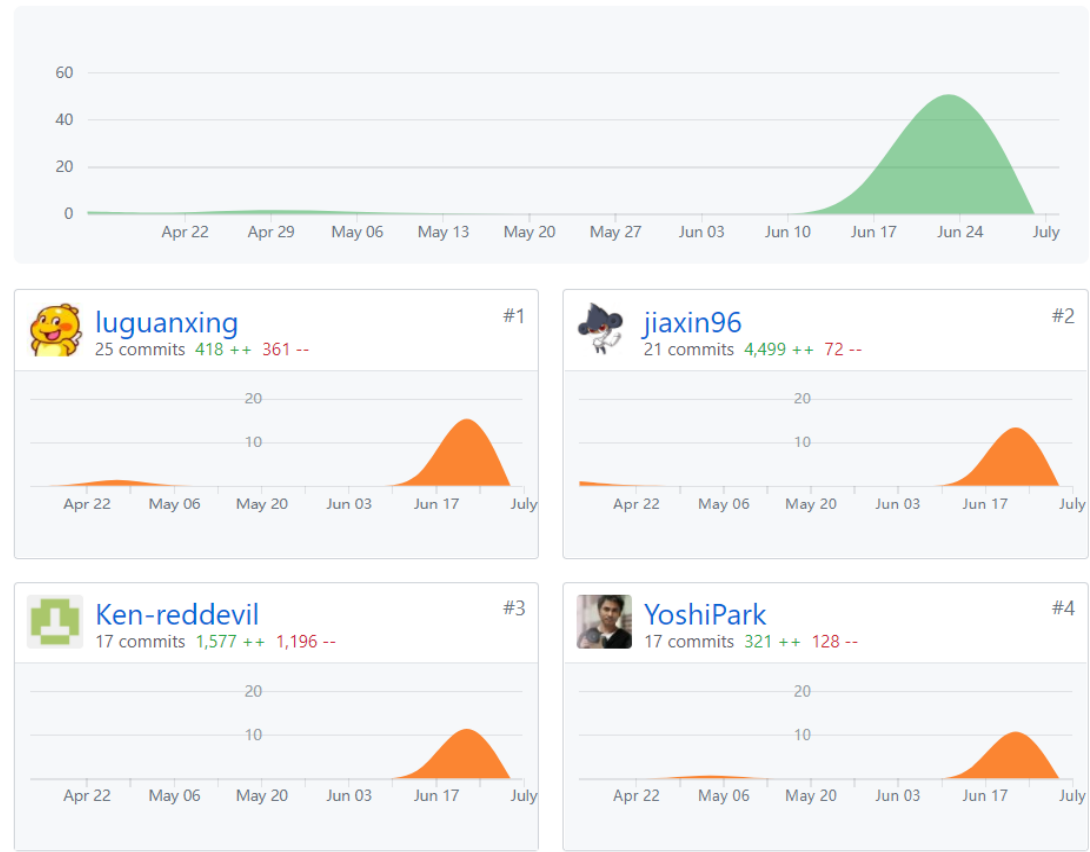 60
40
20
0
Apr 22 Apr 29 May 06 May 13 May 20 May 27 Jun 03 Jun 10 Jun 17 Jun 24 July
luguanxing #1
25 commits 418 ++ 361 --
20
10
Apr 22 May 06 May 20 Jun 03 Jun 17 July
jiaxin96 #2
21 commits 4,499 ++ 72 --
20
10
Apr 22 May 06 May 20 Jun 03 Jun 17 July
Ken-reddevil #3
17 commits 1,577 ++ 1,196 --
20
10
Apr 22 May 06 May 20 Jun 03 Jun 17 July
YoshiPark #4
17 commits 321 ++ 128 --
20
10
Apr 22 May 06 May 20 Jun 03 Jun 17 July